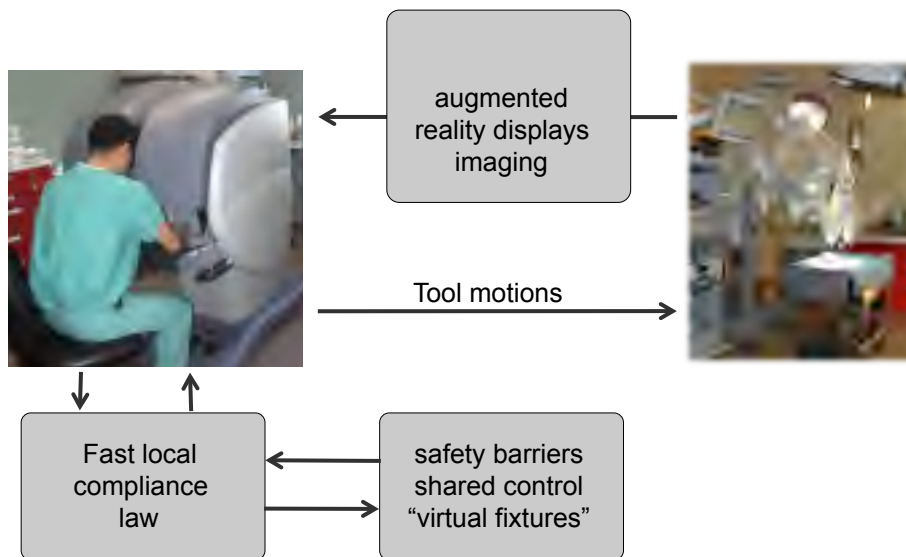 augmented
reality displays
imaging
Tool motions
Fast local
compliance
law
safety barriers
shared control
“virtual fixtures”